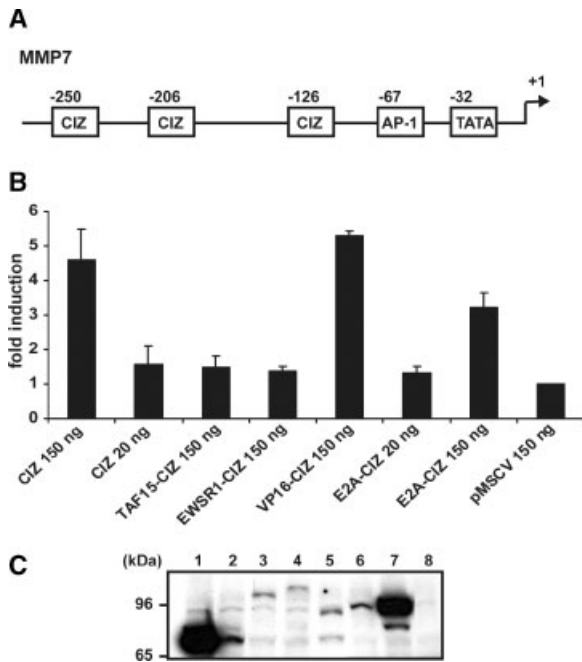 A
MMP7
-250 -206 -126 -67 -32 +1
CIZ CIZ CIZ AP-1 TATA
B
fold induction
6
5
4
3
2
1
0
CIZ 150 ng
CIZ 20 ng
TAF15-CIZ 150 ng
EWSR1-CIZ 150 ng
VP16-CIZ 150 ng
E2A-CIZ 20 ng
E2A-CIZ 150 ng
pMSCV 150 ng
C
(kDa) 1 2 3 4 5 6 7 8
96
65